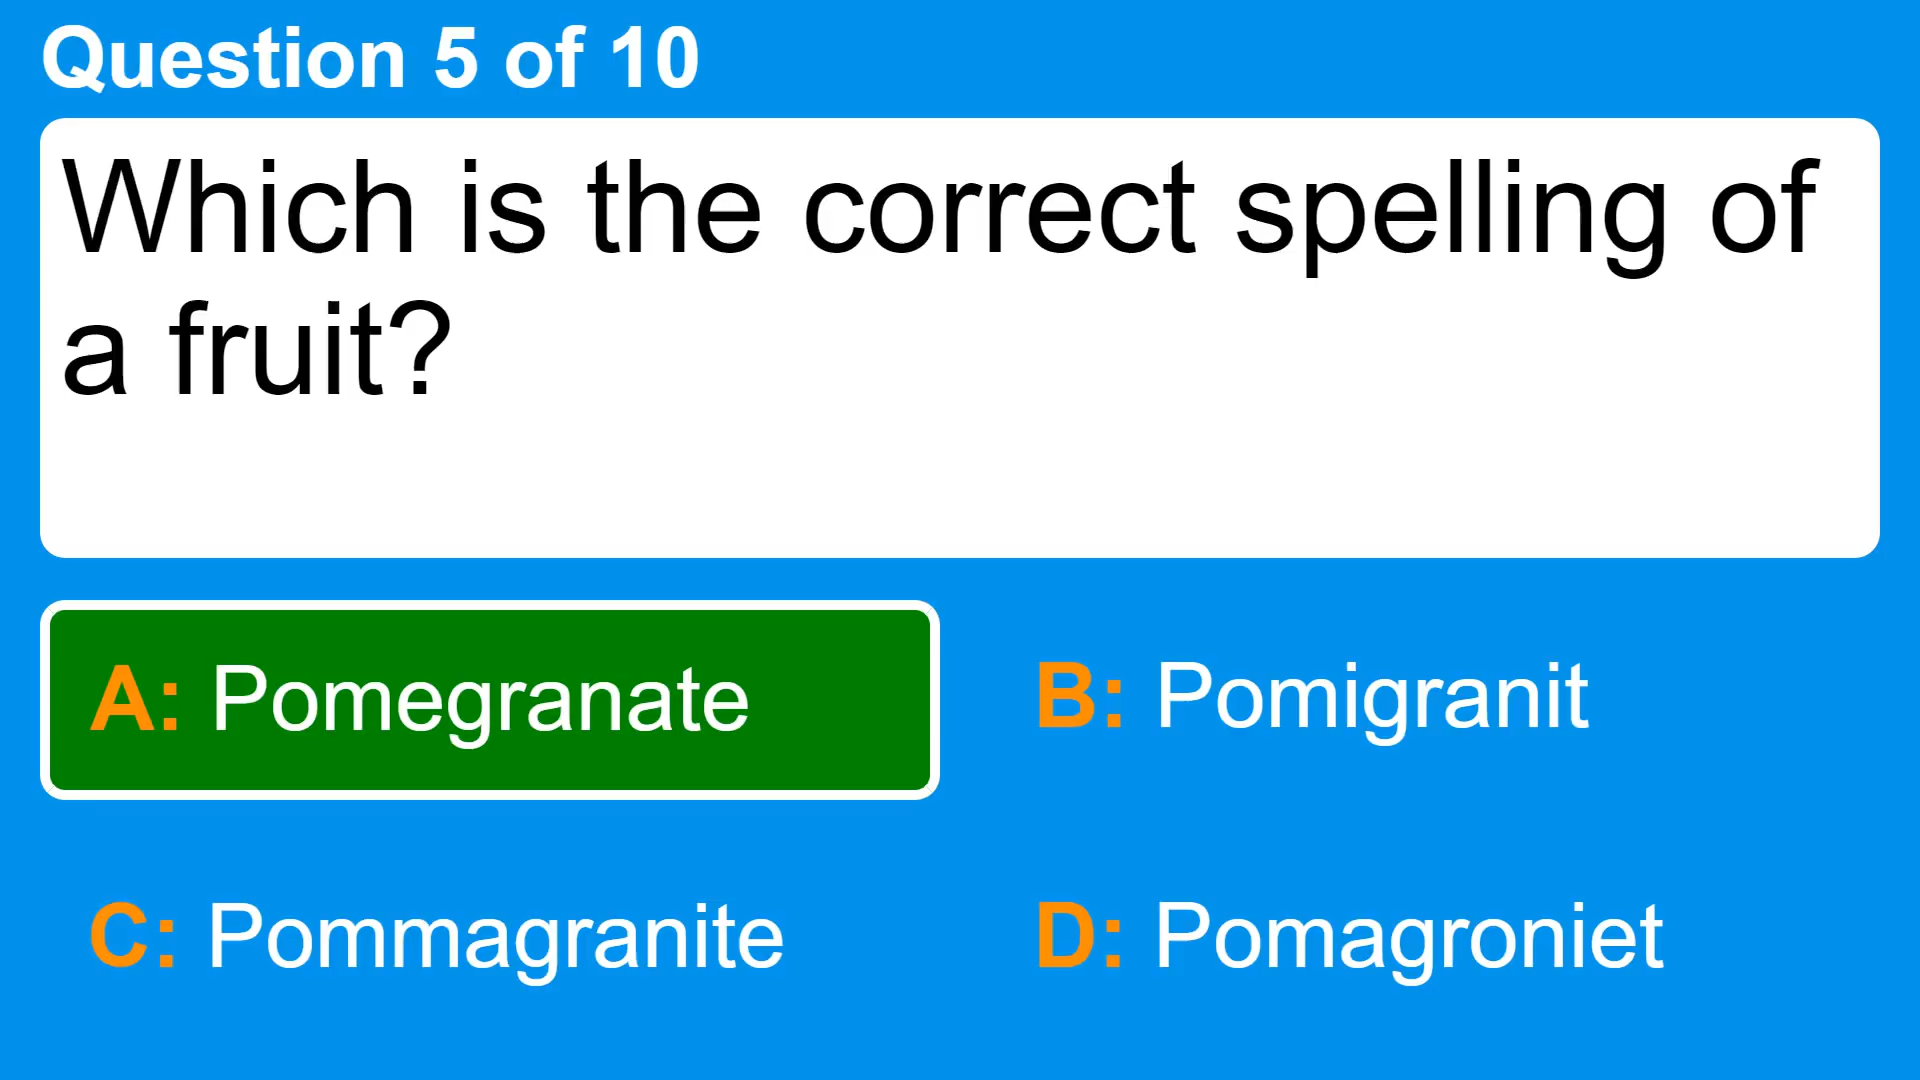 Question 5 of 10
Which is the correct spelling of
a fruit?
A: Pomegranate
B: Pomigranit
C: Pommagranite
D: Pomagroniet